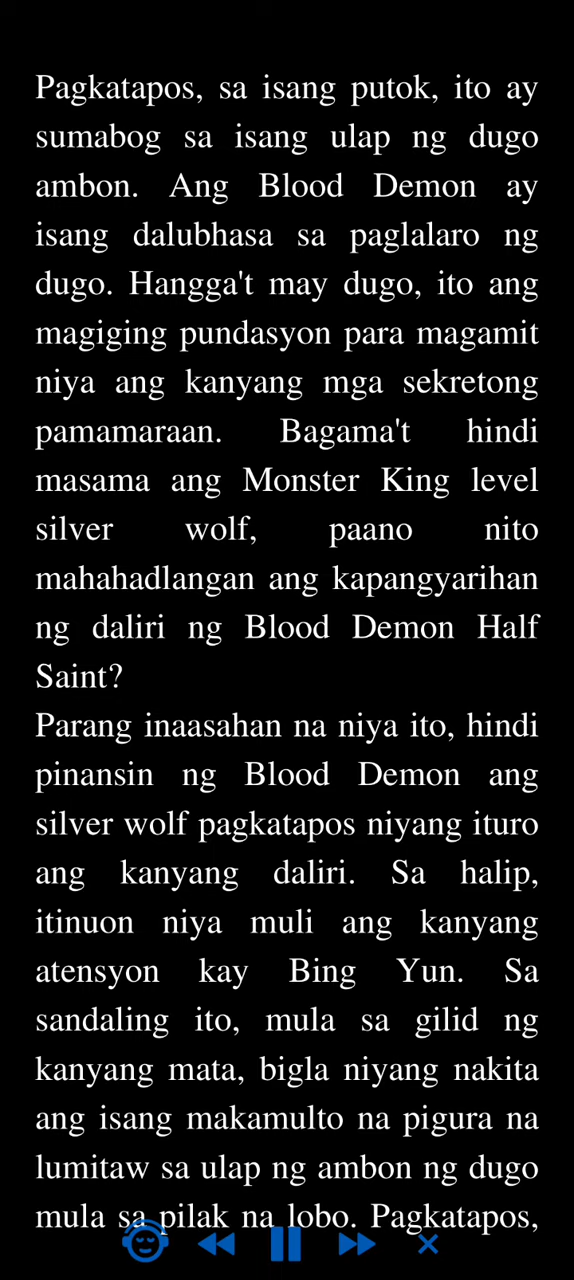 Pagkatapos, sa isang putok, ito ay
sumabog sa isang ulap ng dugo
ambon. Ang Blood Demon ay
isang dalubhasa sa paglalaro ng
dugo. Hangga't may dugo, ito ang
magiging pundasyon para magamit
niya ang kanyang mga sekretong
pamamaraan. Bagama't hindi
masama ang Monster King level
silver wolf, paano nito
mahahadlangan ang kapangyarihan
ng daliri ng Blood Demon Half
Saint?
Parang inaasahan na niya ito, hindi
pinansin ng Blood Demon ang
silver wolf pagkatapos niyang ituro
ang kanyang daliri. Sa halip,
itinuon niya muli ang kanyang
atensyon kay Bing Yun. Sa
sandaling ito, mula sa gilid ng
kanyang mata, bigla niyang nakita
ang isang makamulto na pigura na
lumitaw sa ulap ng ambon ng dugo
mula sa pilak na lobo. Pagkatapos,